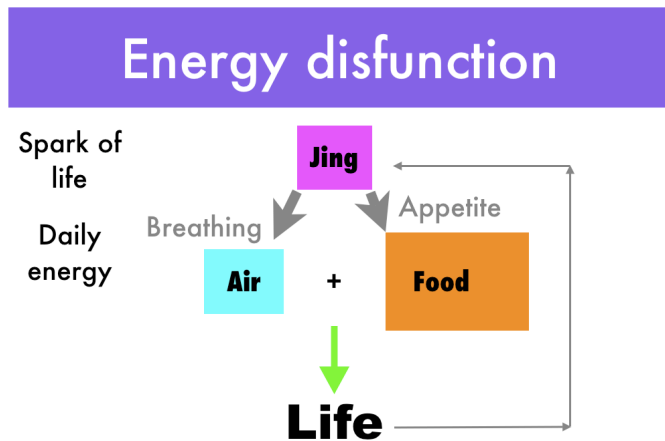 Energy disfunction
Spark of
life
Jing
Breathing
Appetite
Daily
energy
Air
+
Food
Life